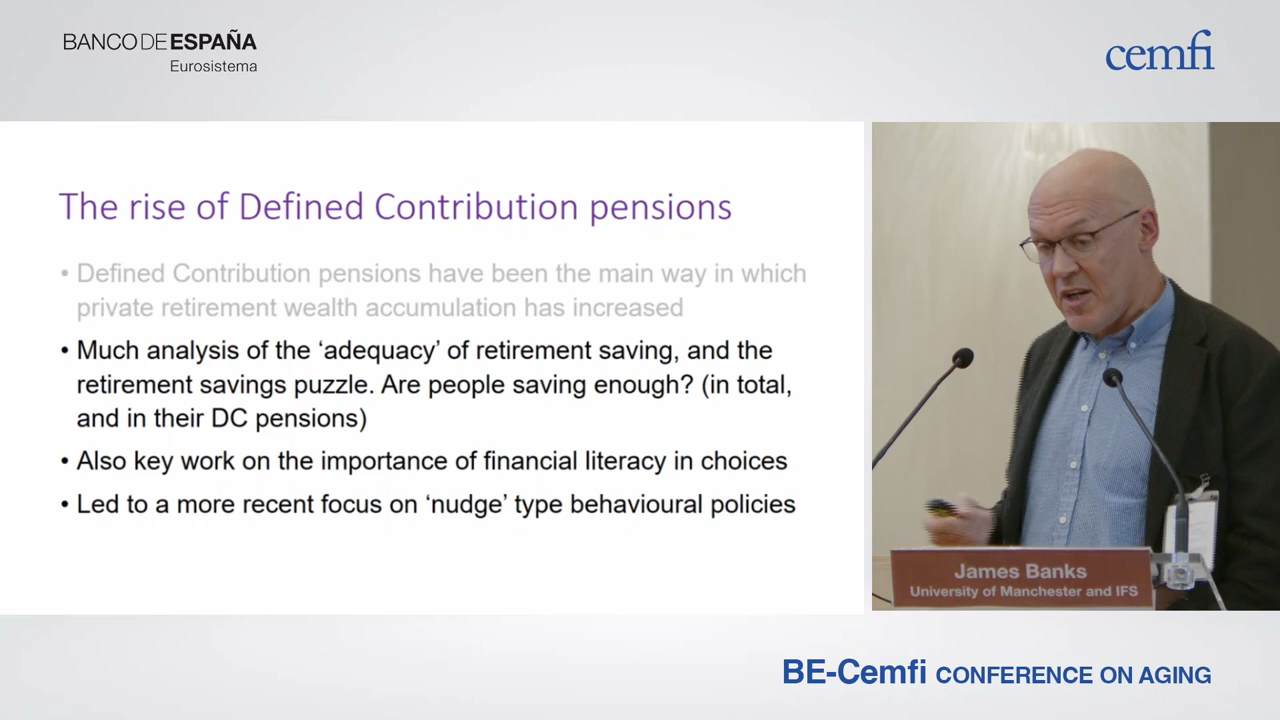 BANCO DE ESPAÑA
Eurosistema
cemfi
The rise of Defined Contribution pensions
• Defined Contribution pensions have been the main way in which
private retirement wealth accumulation has increased
• Much analysis of the ‘adequacy’ of retirement saving, and the
retirement savings puzzle. Are people saving enough? (in total,
and in their DC pensions)
• Also key work on the importance of financial literacy in choices
• Led to a more recent focus on ‘nudge’ type behavioural policies
James Banks
University of Manchester and IFS
BE-Cemfi CONFERENCE ON AGING